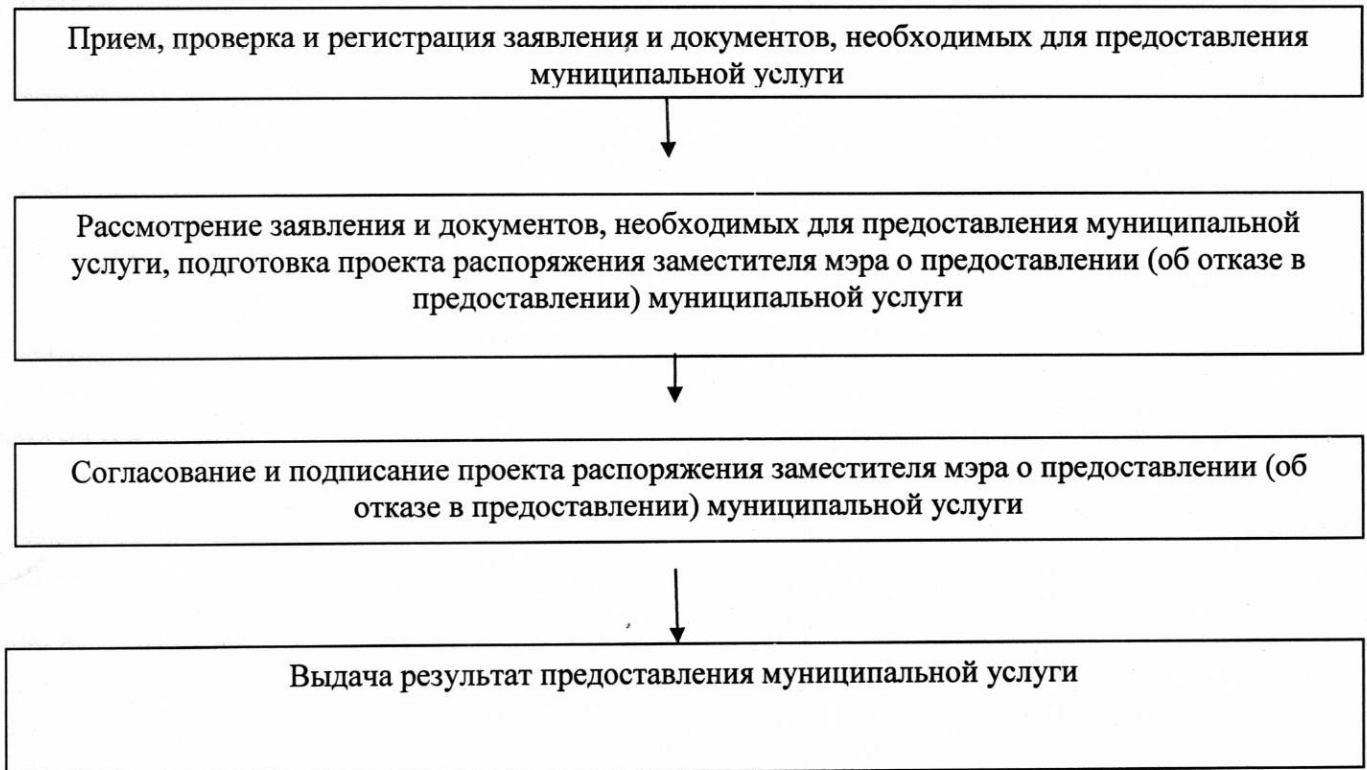 Прием, проверка и регистрация заявления и документов, необходимых для предоставления
муниципальной услуги
Рассмотрение заявления и документов, необходимых для предоставления муниципальной
услуги, подготовка проекта распоряжения заместителя мэра о предоставлении (об отказе в
предоставлении) муниципальной услуги
Согласование и подписание проекта распоряжения заместителя мэра о предоставлении (об
отказе в предоставлении) муниципальной услуги
Выдача результат предоставления муниципальной услуги